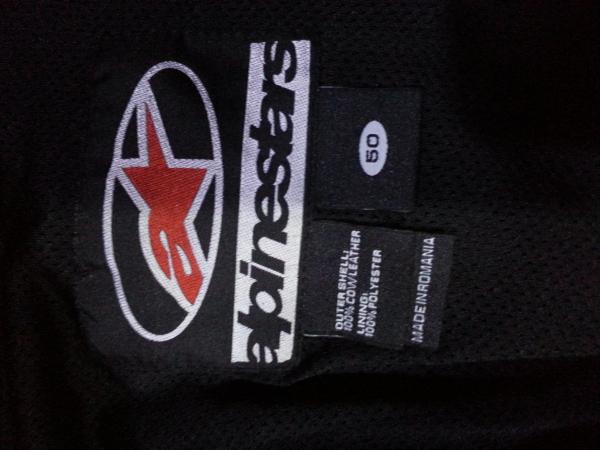 alpinestars
50
OUTER SHELL:
100% COW LEATHER
LINING:
100% POLYESTER
MADE IN ROMANIA